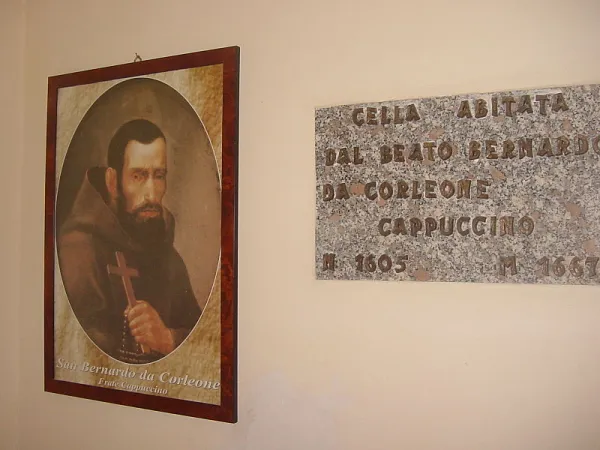 San Bernardo da Corleone
Frate Cappuccino
CELLA ABITATA
DAL BEATO BERNARDO
DA CORLEONE
CAPPUCCINO
N 1605 M 1667